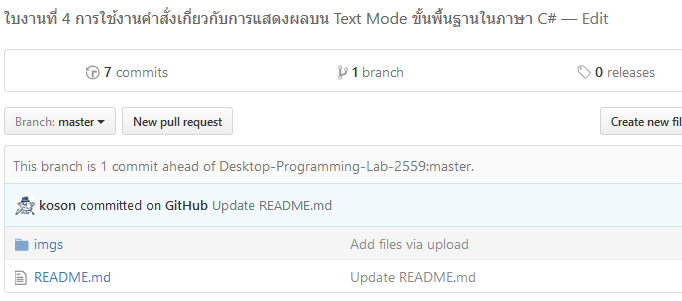 ใบงานที่ 4 การใช้งานคำสั่งเกี่ยวกับการแสดงผลบน Text Mode ขั้นพื้นฐานในภาษา C# — Edit
7 commits 1 branch 0 releases
Branch: master New pull request Create new fil
This branch is 1 commit ahead of Desktop-Programming-Lab-2559:master.
koson committed on GitHub Update README.md
imgs Add files via upload
README.md Update README.md